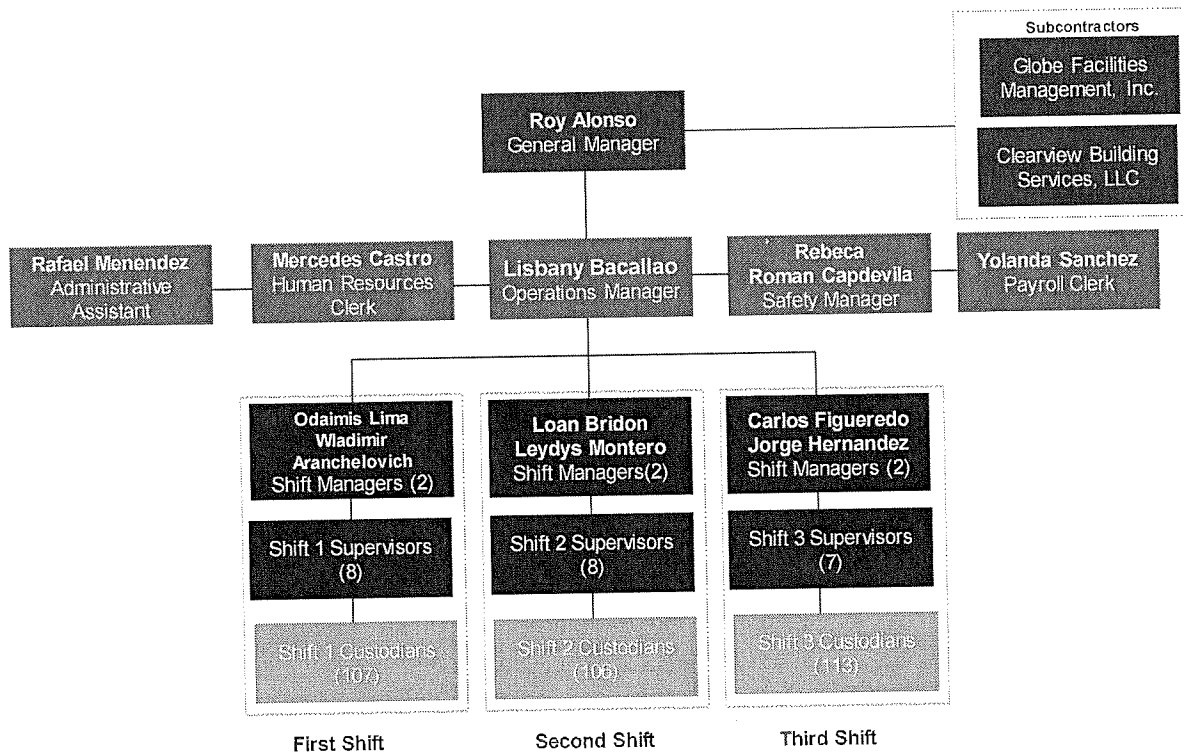 Subcontractors
Globe Facilities
Management, Inc.
Clearview Building
Services, LLC
Roy Alonso
General Manager
Rafael Menendez
Administrative
Assistant
Mercedes Castro
Human Resources
Clerk
Lisbany Bacallao
Operations Manager
Rebeca
Roman Capdevila
Safety Manager
Yolanda Sanchez
Payroll Clerk
Odaimis Lima
Wladimir
Aranchelovich
Shift Managers (2)
Loan Bridon
Leydys Montero
Shift Managers(2)
Carlos Figueredo
Jorge Hernandez
Shift Managers (2)
Shift 1 Supervisors
(8)
Shift 2 Supervisors
(8)
Shift 3 Supervisors
(7)
Shift 1 Custodians
(107)
Shift 2 Custodians
(106)
Shift 3 Custodians
(113)
First Shift
Second Shift
Third Shift